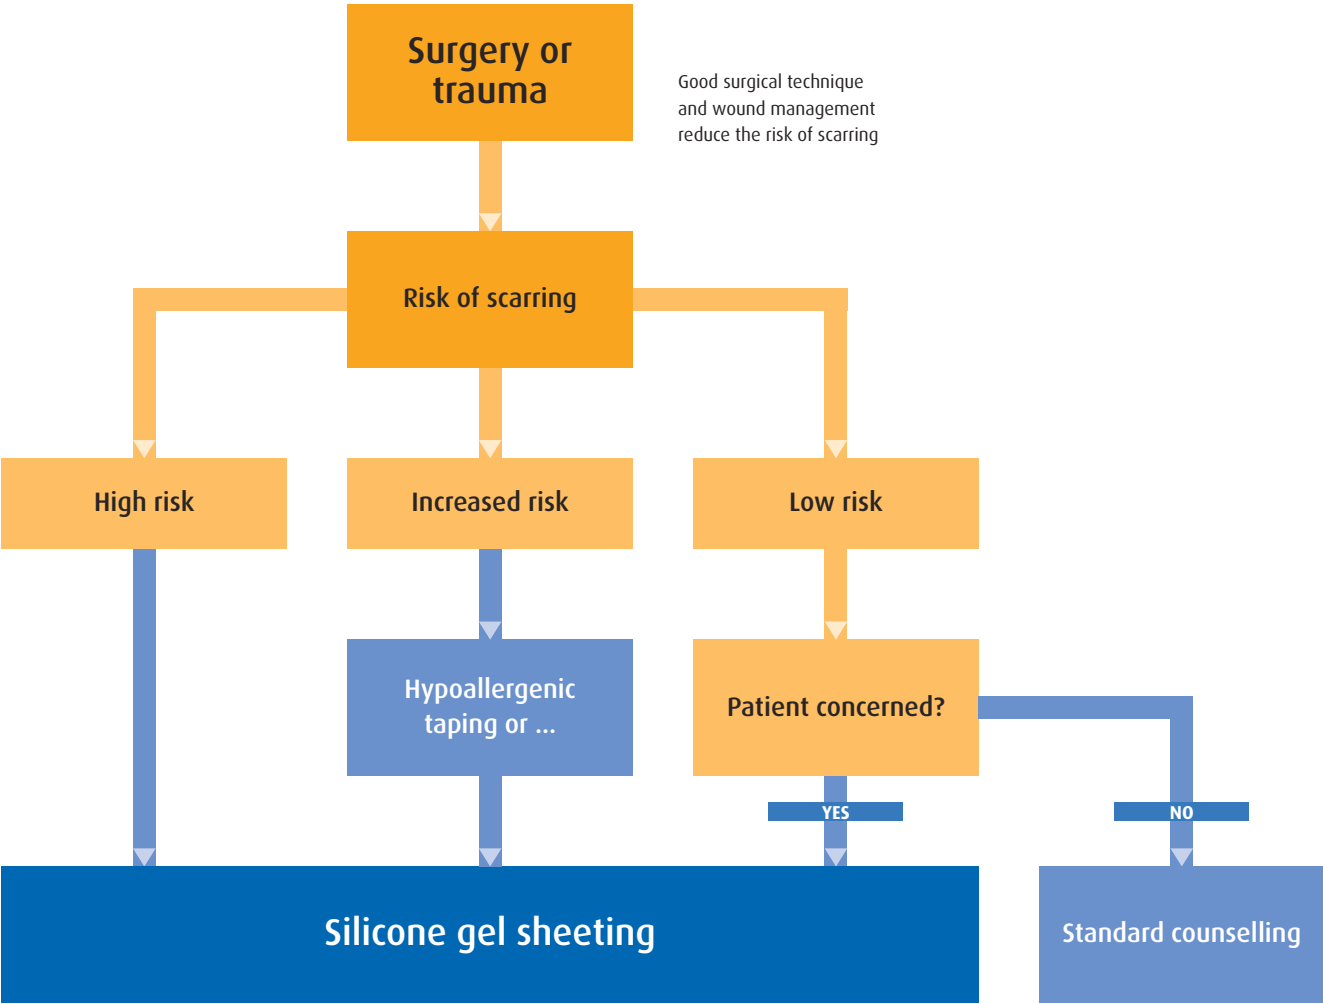 Surgery or
trauma
Good surgical technique
and wound management
reduce the risk of scarring
Risk of scarring
High risk
Increased risk
Low risk
Hypoallergenic
taping or ...
Patient concerned?
YES
NO
Silicone gel sheeting
Standard counselling